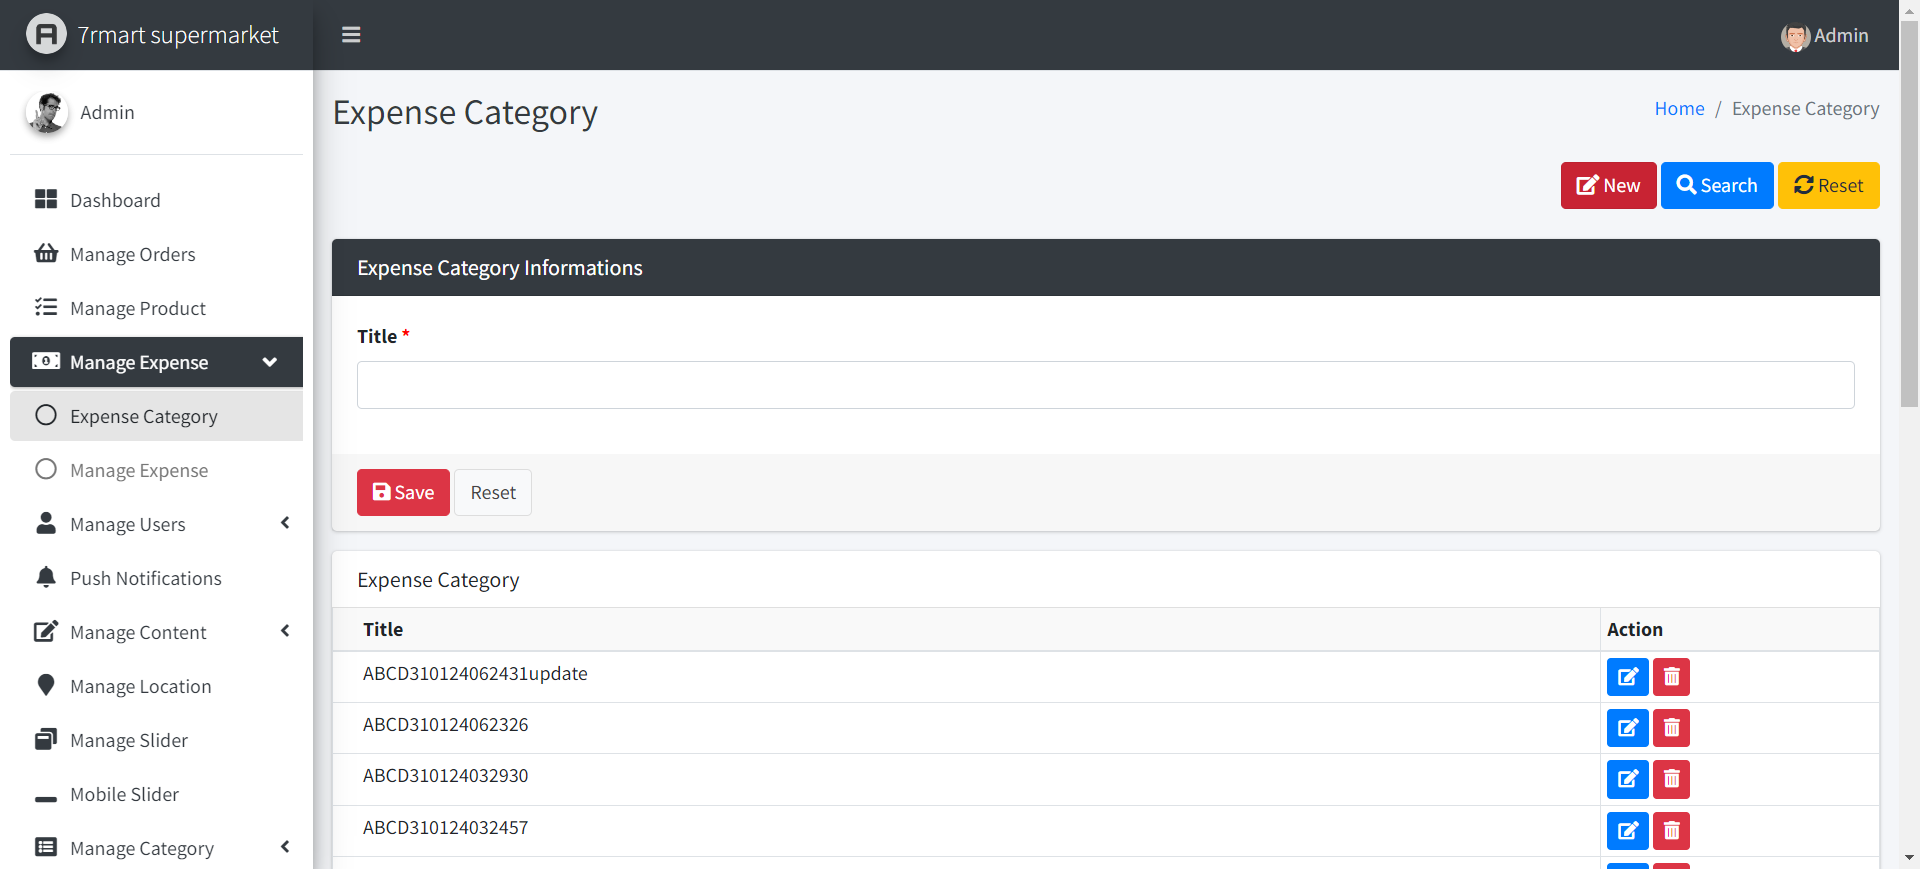 7rmart supermarket
Admin
Admin
Expense Category
Home / Expense Category
New
Search
Reset
Dashboard
Manage Orders
Manage Product
Manage Expense
Expense Category
Manage Expense
Manage Users
Push Notifications
Manage Content
Manage Location
Manage Slider
Mobile Slider
Manage Category
Expense Category Informations
Title *
Save
Reset
Expense Category
Title Action
ABCD310124062431update
ABCD310124062326
ABCD310124032930
ABCD310124032457